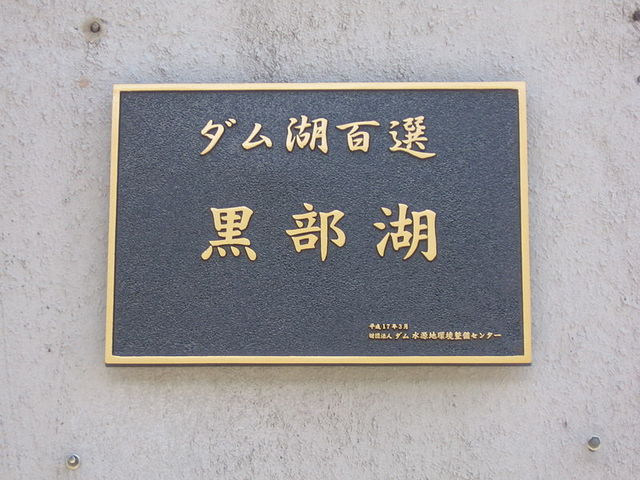 ダム湖百選
黒部湖
平成17年3月
財団法人 ダム水源地環境整備センター